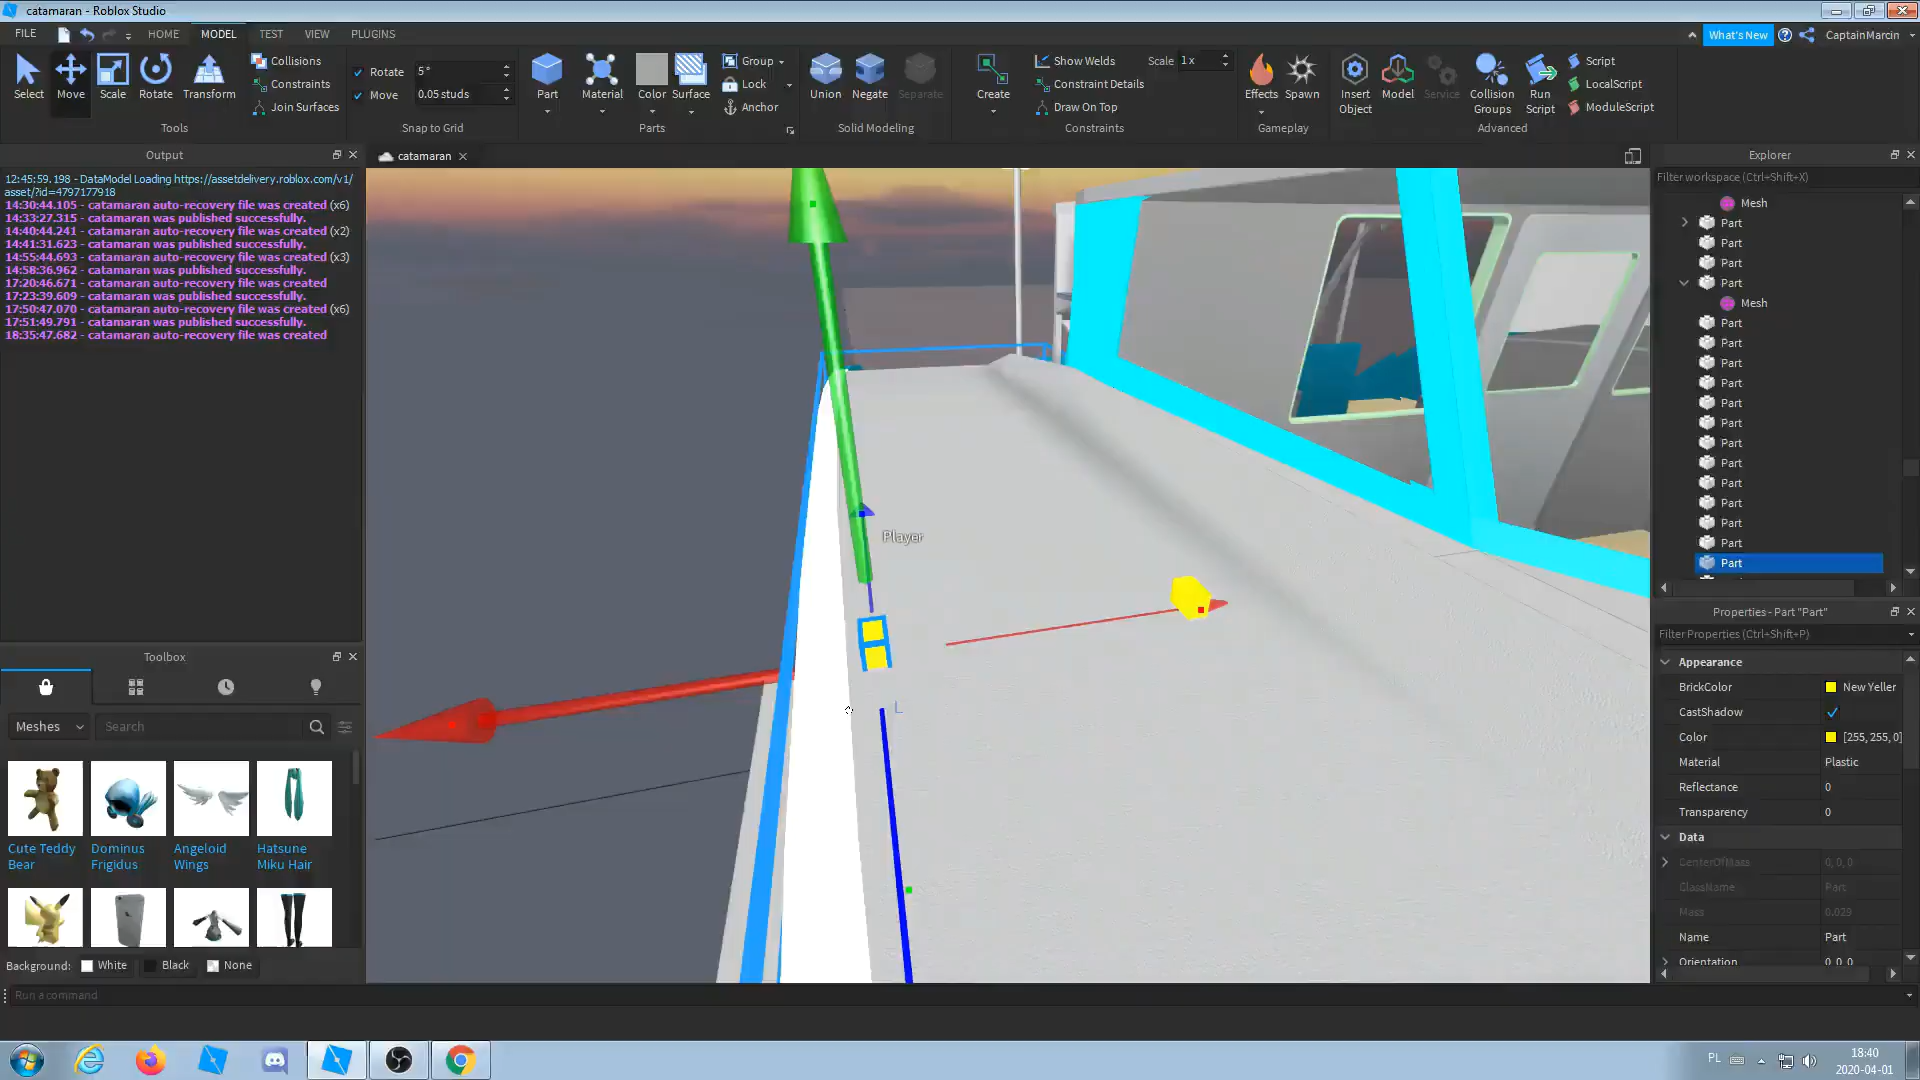 catamaran - Roblox Studio
FILE
HOME
MODEL
TEST
VIEW
PLUGINS
What's New
CaptainMarcin
Select
Move
Scale
Rotate
Transform
Collisions
Constraints
Join Surfaces
Tools
Rotate
5°
Move
0.05 studs
Snap to Grid
Part
Material
Color
Surface
Group
Lock
Anchor
Parts
Union
Negate
Separate
Solid Modeling
Create
Show Welds
Scale
1x
Constraint Details
Draw On Top
Constraints
Effects
Spawn
Gameplay
Insert
Object
Model
Service
Collision
Groups
Run
Script
Script
LocalScript
ModuleScript
Advanced
Output
12:45:59.198 - DataModel Loading https://assetdelivery.roblox.com/v1/
asset/?id=4797177918
14:30:44.105 - catamaran auto-recovery file was created (x6)
14:33:27.315 - catamaran was published successfully.
14:40:44.241 - catamaran auto-recovery file was created (x2)
14:41:31.623 - catamaran was published successfully.
14:55:44.693 - catamaran auto-recovery file was created (x3)
14:58:36.962 - catamaran was published successfully.
17:20:46.671 - catamaran auto-recovery file was created
17:23:39.609 - catamaran was published successfully.
17:50:47.070 - catamaran auto-recovery file was created (x6)
17:51:49.791 - catamaran was published successfully.
18:35:47.682 - catamaran auto-recovery file was created
catamaran
Player
L
Explorer
Filter workspace (Ctrl+Shift+X)
Mesh
Part
Part
Part
Part
Mesh
Part
Part
Part
Part
Part
Part
Part
Part
Part
Part
Part
Part
Part
Properties - Part "Part"
Filter Properties (Ctrl+Shift+P)
Appearance
BrickColor
New Yeller
CastShadow
Color
[255, 255, 0]
Material
Plastic
Reflectance
0
Transparency
0
Data
CenterOfMass
0, 0, 0
ClassName
Part
Mass
0.029
Name
Part
Orientation
0, 0, 0
Toolbox
Meshes
Search
Cute Teddy
Bear
Dominus
Frigidus
Angeloid
Wings
Hatsune
Miku Hair
Background:
White
Black
None
Run a command
PL
18:40
2020-04-01